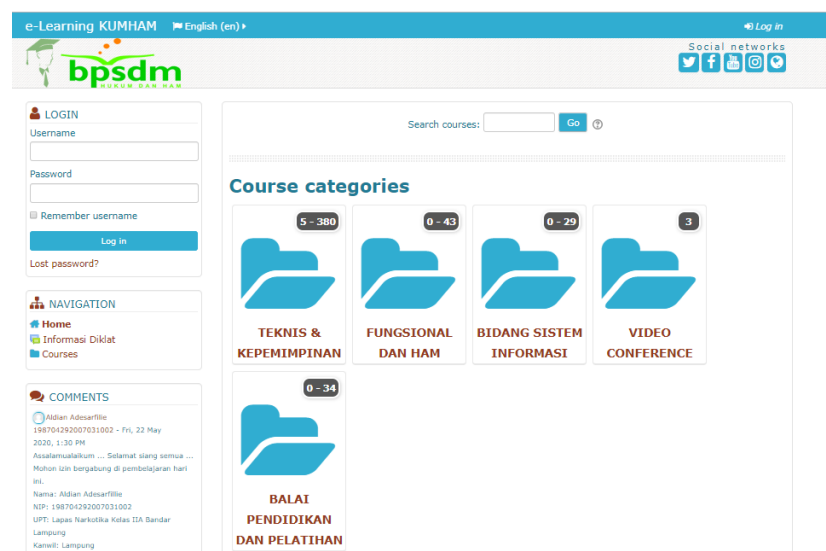 e-Learning KUMHAM English (en) Log in
bpsdm
HUKUM DAN HAM
Social networks
LOGIN
Username
Password
Remember username
Log in
Lost password?
NAVIGATION
Home
Informasi Diklat
Courses
COMMENTS
Aldian Adesarfilie
198704292007031002 - Fri, 22 May
2020, 1:30 PM
Assalamualaikum ... Selamat siang semua ...
Mohon izin bergabung di pembelajaran hari
ini.
Nama: Aldian Adesarfillie
NIP: 198704292007031002
UPT: Lapas Narkotika Kelas IIA Bandar
Lampung
Kanwil: Lampung
Search courses: Go
Course categories
5 - 380
TEKNIS &
KEPEMIMPINAN
0 - 43
FUNGSIONAL
DAN HAM
0 - 29
BIDANG SISTEM
INFORMASI
3
VIDEO
CONFERENCE
0 - 34
BALAI
PENDIDIKAN
DAN PELATIHAN